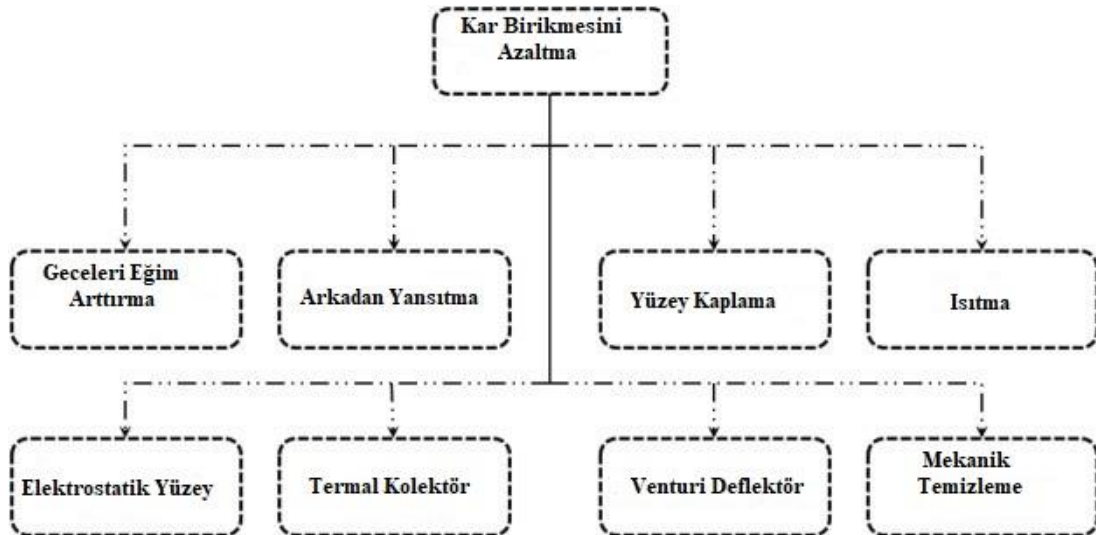 Kar Birikmesini
Azaltma
Geceleri Eğim
Arttırma
Arkadan Yansıtma
Yüzey Kaplama
Isıtma
Elektrostatik Yüzey
Termal Kolektör
Venturi Deflektör
Mekanik
Temizleme